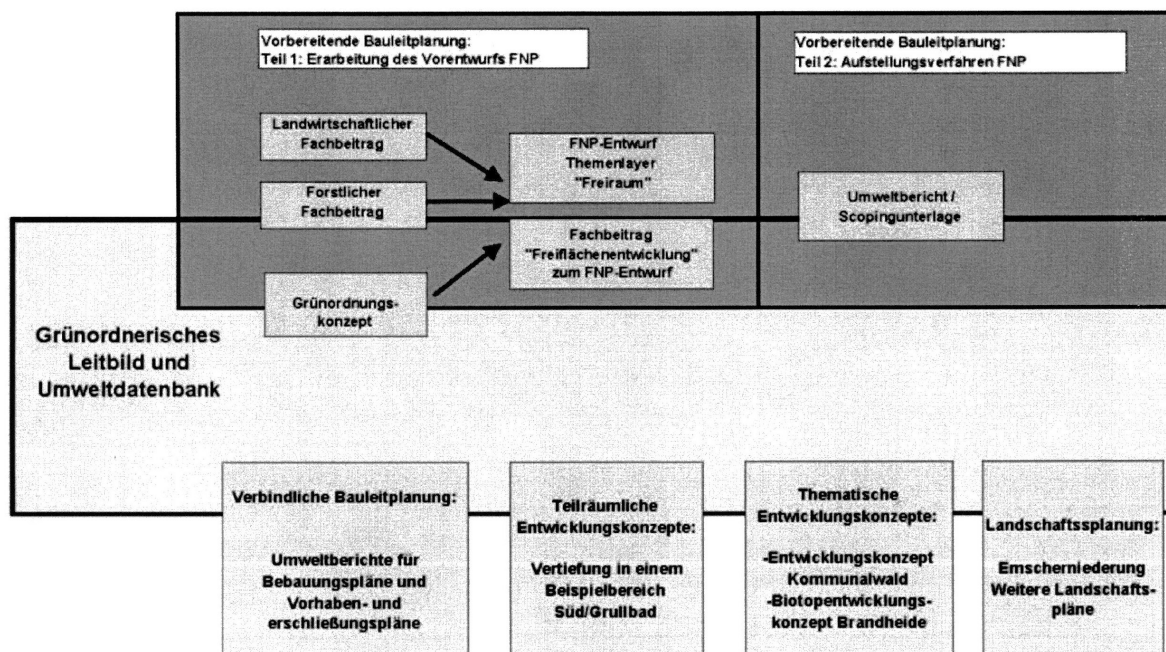 Vorbereitende Bauleitplanung:
Teil 1: Erarbeitung des Vorentwurfs FNP
Vorbereitende Bauleitplanung:
Teil 2: Aufstellungsverfahren FNP
Landwirtschaftlicher
Fachbeitrag
FNP-Entwurf
Themenlayer
"Freiraum"
Forstlicher
Fachbeitrag
Umweltbericht /
Scopingunterlage
Fachbeitrag
"Freiflächenentwicklung"
zum FNP-Entwurf
Grünordnungs-
konzept
Grünordnerisches
Leitbild und
Umweltdatenbank
Verbindliche Bauleitplanung:
Umweltberichte für
Bebauungspläne und
Vorhaben- und
erschließungspläne
Teilräumliche
Entwicklungskonzepte:
Vertiefung in einem
Beispielbereich
Süd/Grullbad
Thematische
Entwicklungskonzepte:
-Entwicklungskonzept
Kommunalwald
-Biotopentwicklungs-
konzept Brandheide
Landschaftssplanung:
Emscherniederung
Weitere Landschafts-
pläne